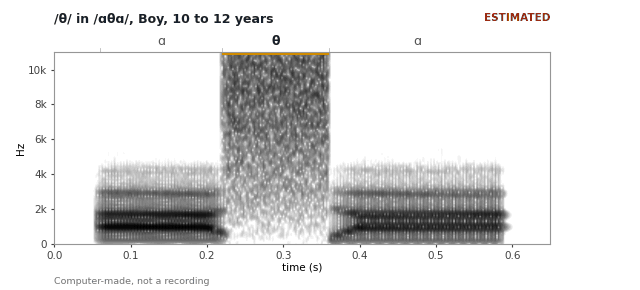 /θ/ in /ɑθɑ/, Boy, 10 to 12 years
ESTIMATED
ɑ θ ɑ
10k
8k
6k
4k
2k
0
Hz
0.0 0.1 0.2 0.3 0.4 0.5 0.6
time (s)
Computer-made, not a recording